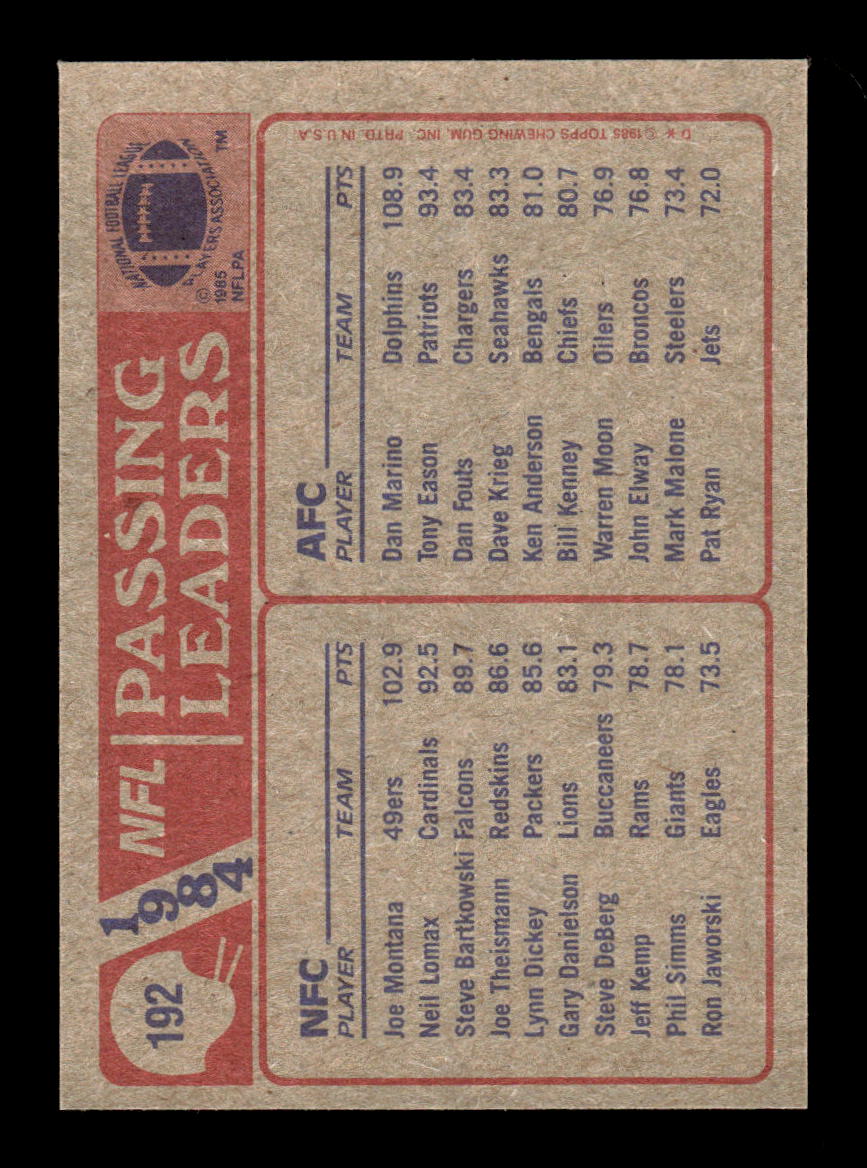 192
1984
NFL PASSING
LEADERS
NATIONAL FOOTBALL LEAGUE
PLAYERS ASSOCIATION
TM
© 1985
NFLPA
NFC
PLAYER TEAM PTS
Joe Montana 49ers 102.9
Neil Lomax Cardinals 92.5
Steve Bartkowski Falcons 89.7
Joe Theismann Redskins 86.6
Lynn Dickey Packers 85.6
Gary Danielson Lions 83.1
Steve DeBerg Buccaneers 79.3
Jeff Kemp Rams 78.7
Phil Simms Giants 78.1
Ron Jaworski Eagles 73.5
AFC
PLAYER TEAM PTS
Dan Marino Dolphins 108.9
Tony Eason Patriots 93.4
Dan Fouts Chargers 83.4
Dave Krieg Seahawks 83.3
Ken Anderson Bengals 81.0
Bill Kenney Chiefs 80.7
Warren Moon Oilers 76.9
John Elway Broncos 76.8
Mark Malone Steelers 73.4
Pat Ryan Jets 72.0
D* © 1985 TOPPS CHEWING GUM, INC. PRTD. IN U.S.A.